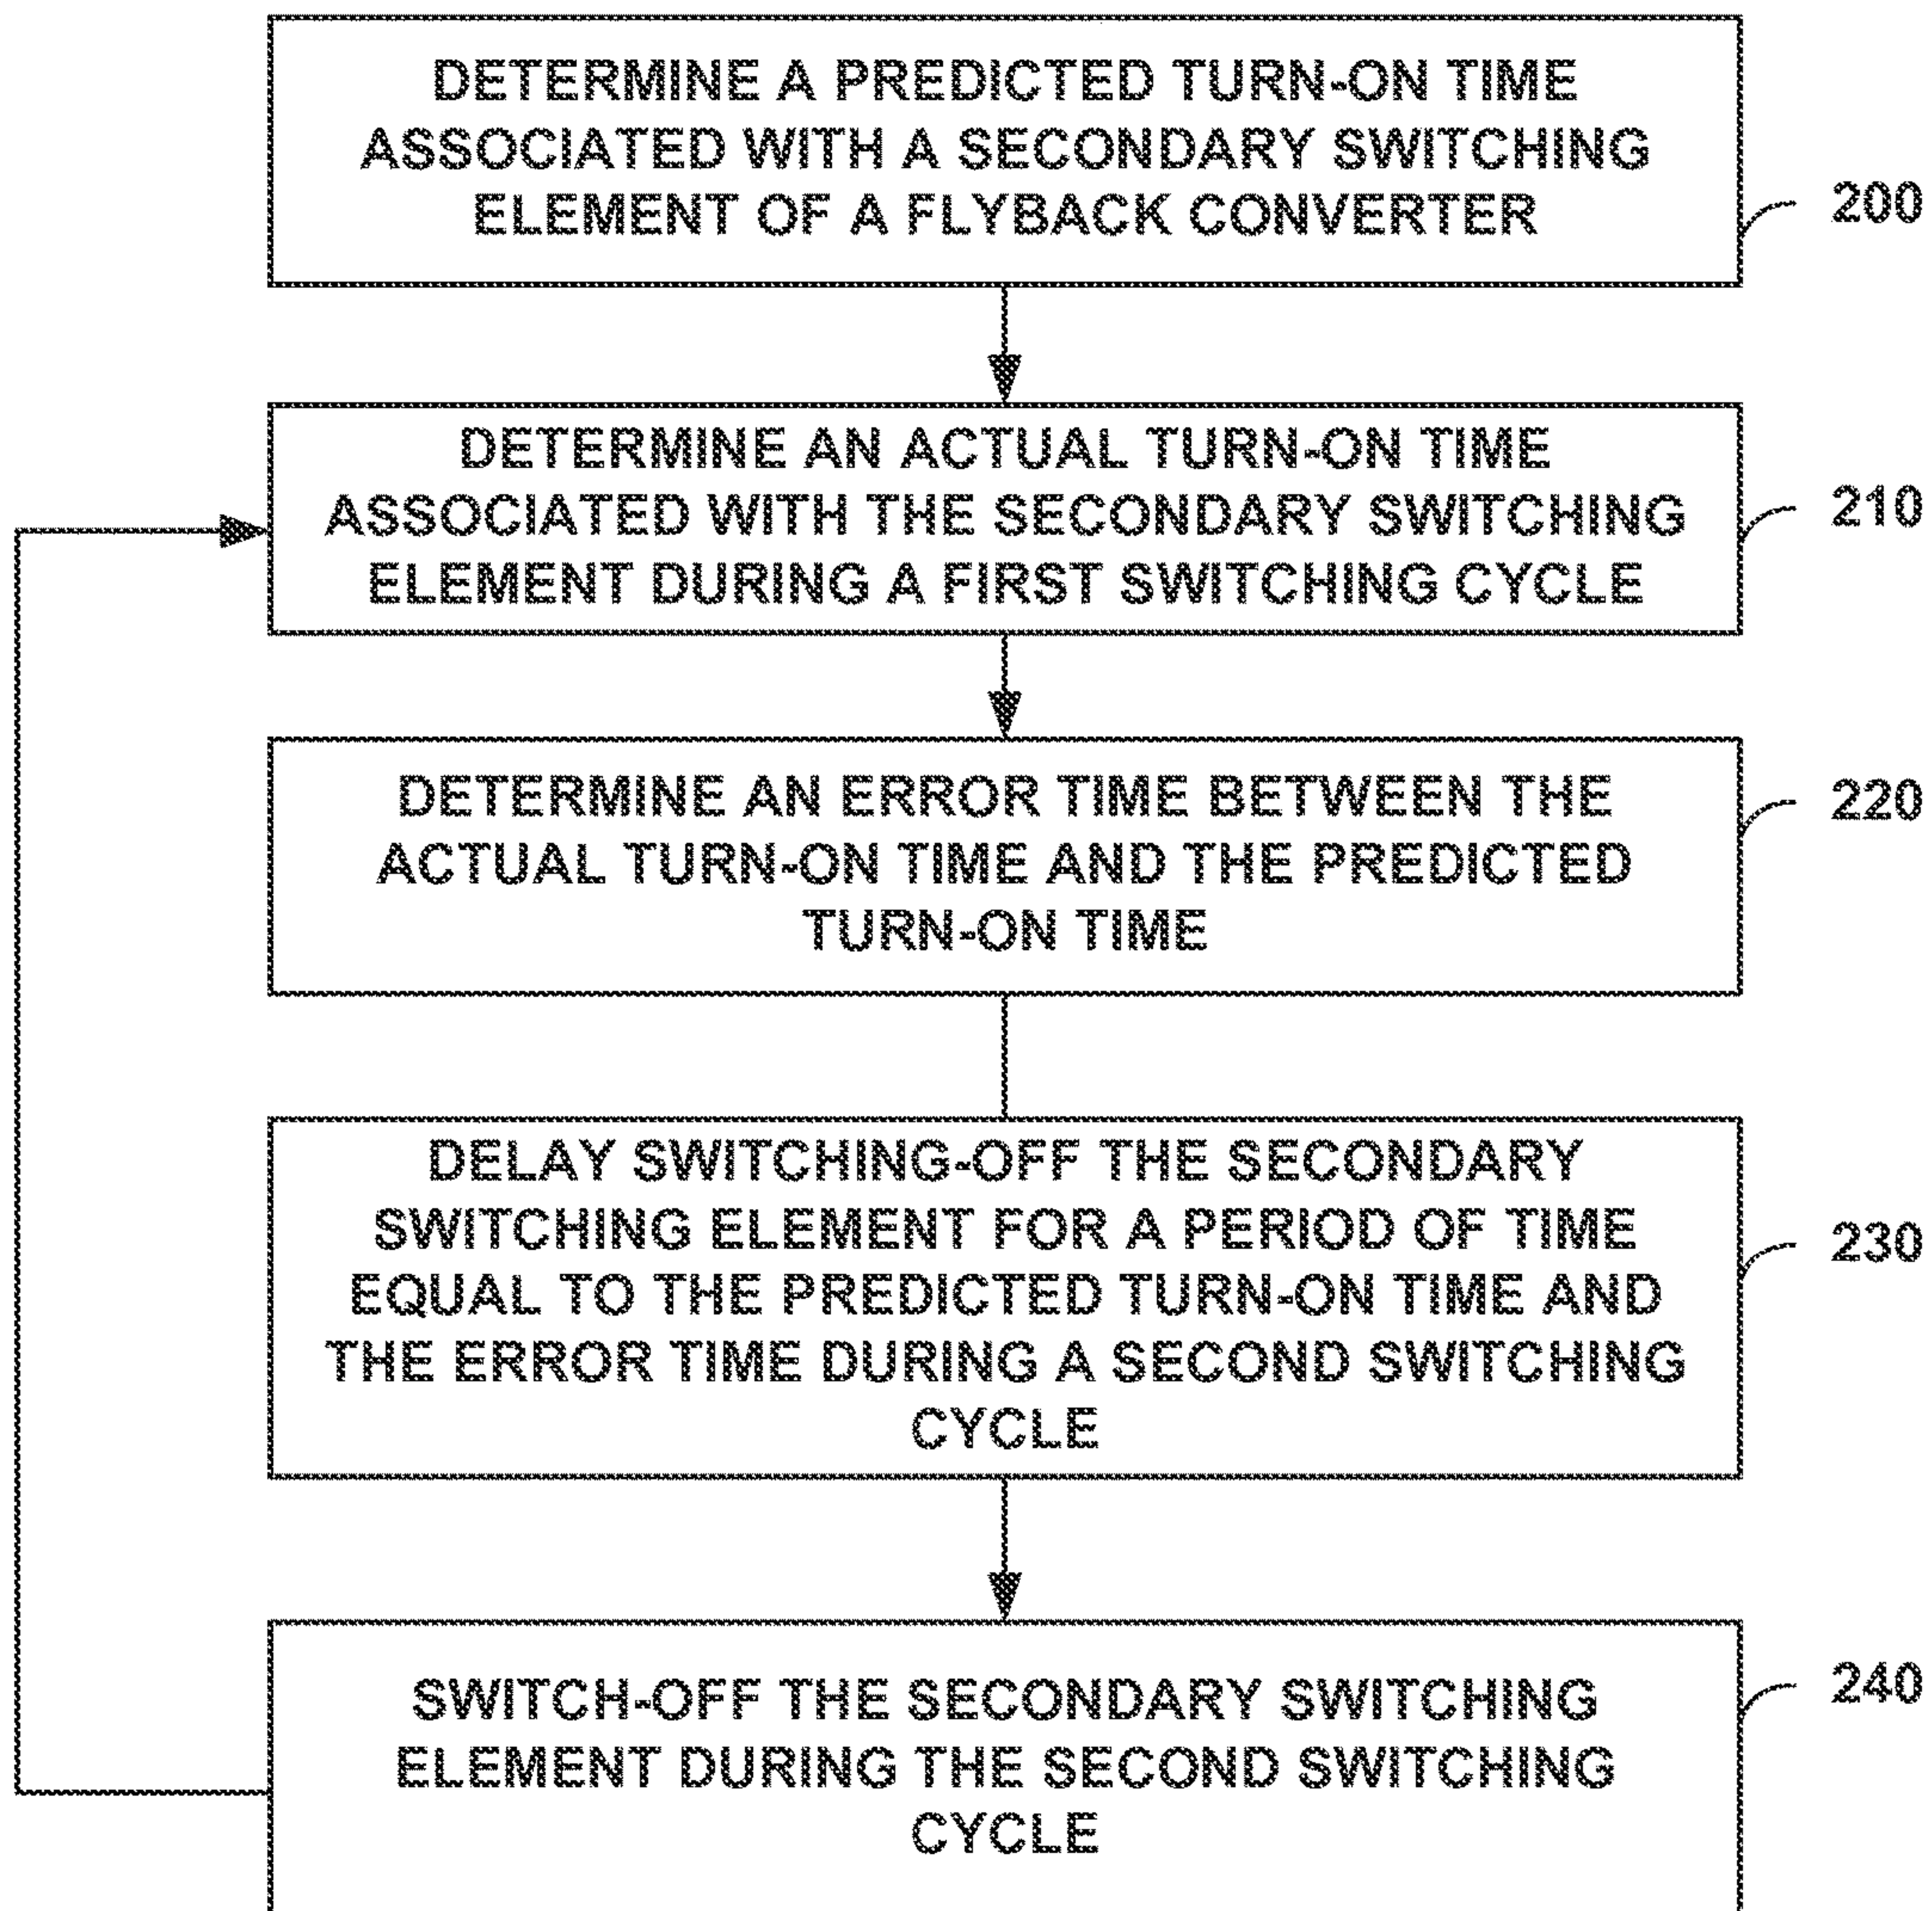 DETERMINE A PREDICTED TURN-ON TIME
ASSOCIATED WITH A SECONDARY SWITCHING
ELEMENT OF A FLYBACK CONVERTER
200
DETERMINE AN ACTUAL TURN-ON TIME
ASSOCIATED WITH THE SECONDARY SWITCHING
ELEMENT DURING A FIRST SWITCHING CYCLE
210
DETERMINE AN ERROR TIME BETWEEN THE
ACTUAL TURN-ON TIME AND THE PREDICTED
TURN-ON TIME
220
DELAY SWITCHING-OFF THE SECONDARY
SWITCHING ELEMENT FOR A PERIOD OF TIME
EQUAL TO THE PREDICTED TURN-ON TIME AND
THE ERROR TIME DURING A SECOND SWITCHING
CYCLE
230
SWITCH-OFF THE SECONDARY SWITCHING
ELEMENT DURING THE SECOND SWITCHING
CYCLE
240